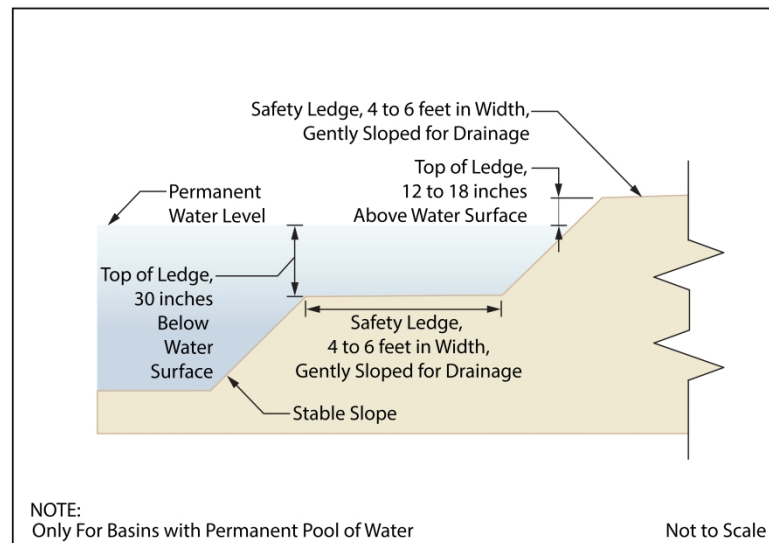 Safety Ledge, 4 to 6 feet in Width,
Gently Sloped for Drainage
Top of Ledge,
12 to 18 inches
Above Water Surface
Permanent
Water Level
Top of Ledge,
30 inches
Below
Water
Surface
Safety Ledge,
4 to 6 feet in Width,
Gently Sloped for Drainage
Stable Slope
NOTE:
Only For Basins with Permanent Pool of Water
Not to Scale